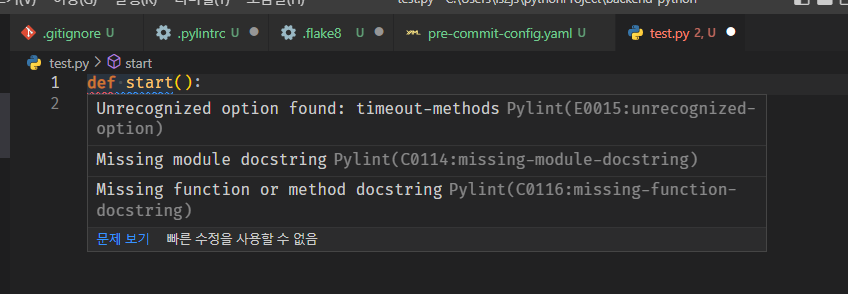 .gitignore U
.pylintrc U
.flake8 U
pre-commit-config.yaml U
test.py 2, U
test.py > start
1 def start():
2
Unrecognized option found: timeout-methods Pylint(E0015:unrecognized-
option)
Missing module docstring Pylint(C0114:missing-module-docstring)
Missing function or method docstring Pylint(C0116:missing-function-
docstring)
문제 보기 빠른 수정을 사용할 수 없음